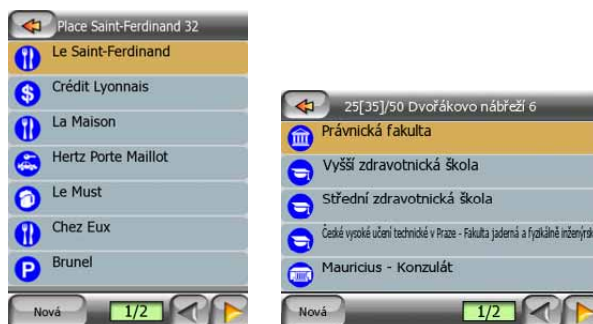 Place Saint-Ferdinand 32
Le Saint-Ferdinand
Crédit Lyonnais
La Maison
Hertz Porte Maillot
Le Must
Chez Eux
Brunel
Nová
1/2
25[35]/50 Dvořákovo nábřeží 6
Právnická fakulta
Vyšší zdravotnická škola
Střední zdravotnická škola
České vysoké učení technické v Praze - Fakulta jaderná a fyzikálně inženýrsk
Mauricius - Konzulát
Nová
1/2